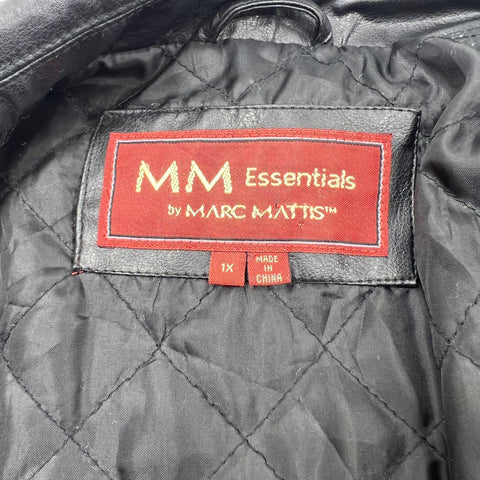 MM Essentials
by MARC MATTIS™
1X
MADE
IN
CHINA